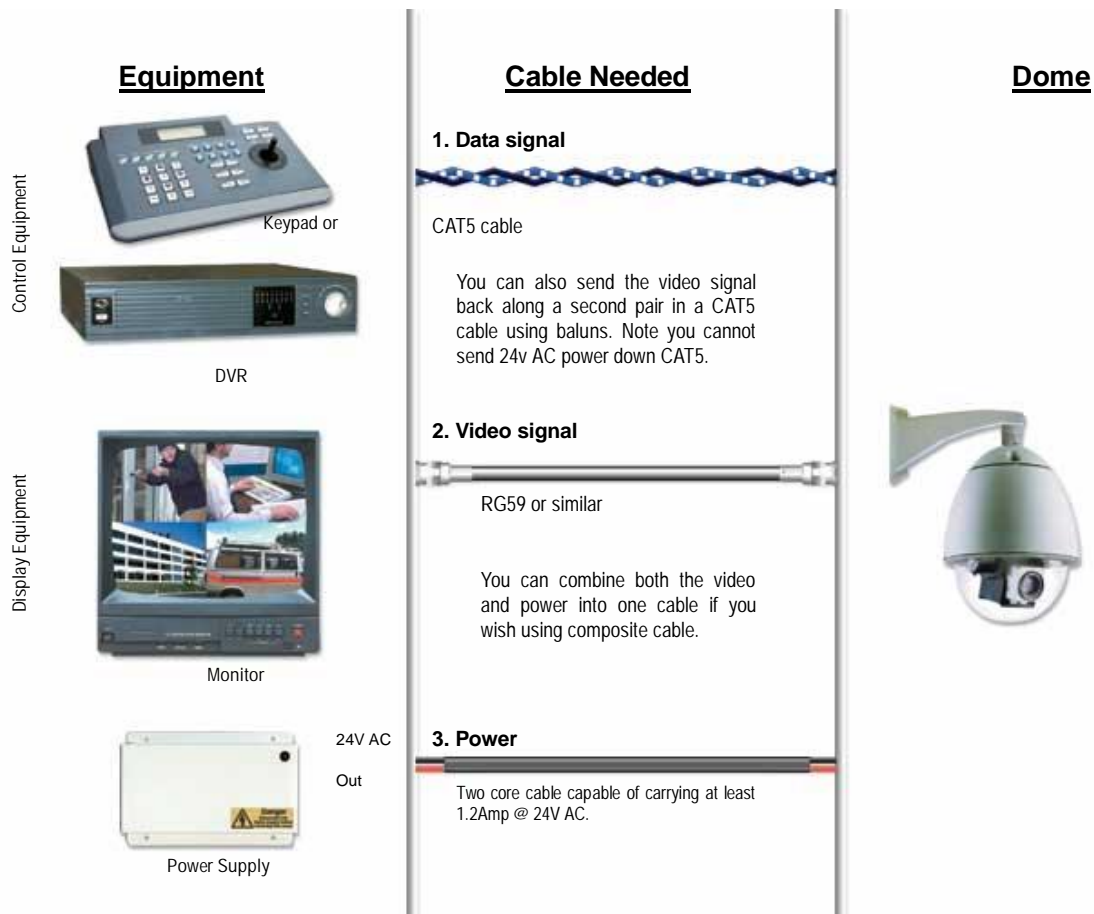 Equipment
Cable Needed
Dome
Control Equipment
Keypad or
DVR
1. Data signal
CAT5 cable
You can also send the video signal
back along a second pair in a CAT5
cable using baluns. Note you cannot
send 24v AC power down CAT5.
Display Equipment
Monitor
2. Video signal
RG59 or similar
You can combine both the video
and power into one cable if you
wish using composite cable.
24V AC
Out
Danger
Power Supply
3. Power
Two core cable capable of carrying at least
1.2Amp @ 24V AC.